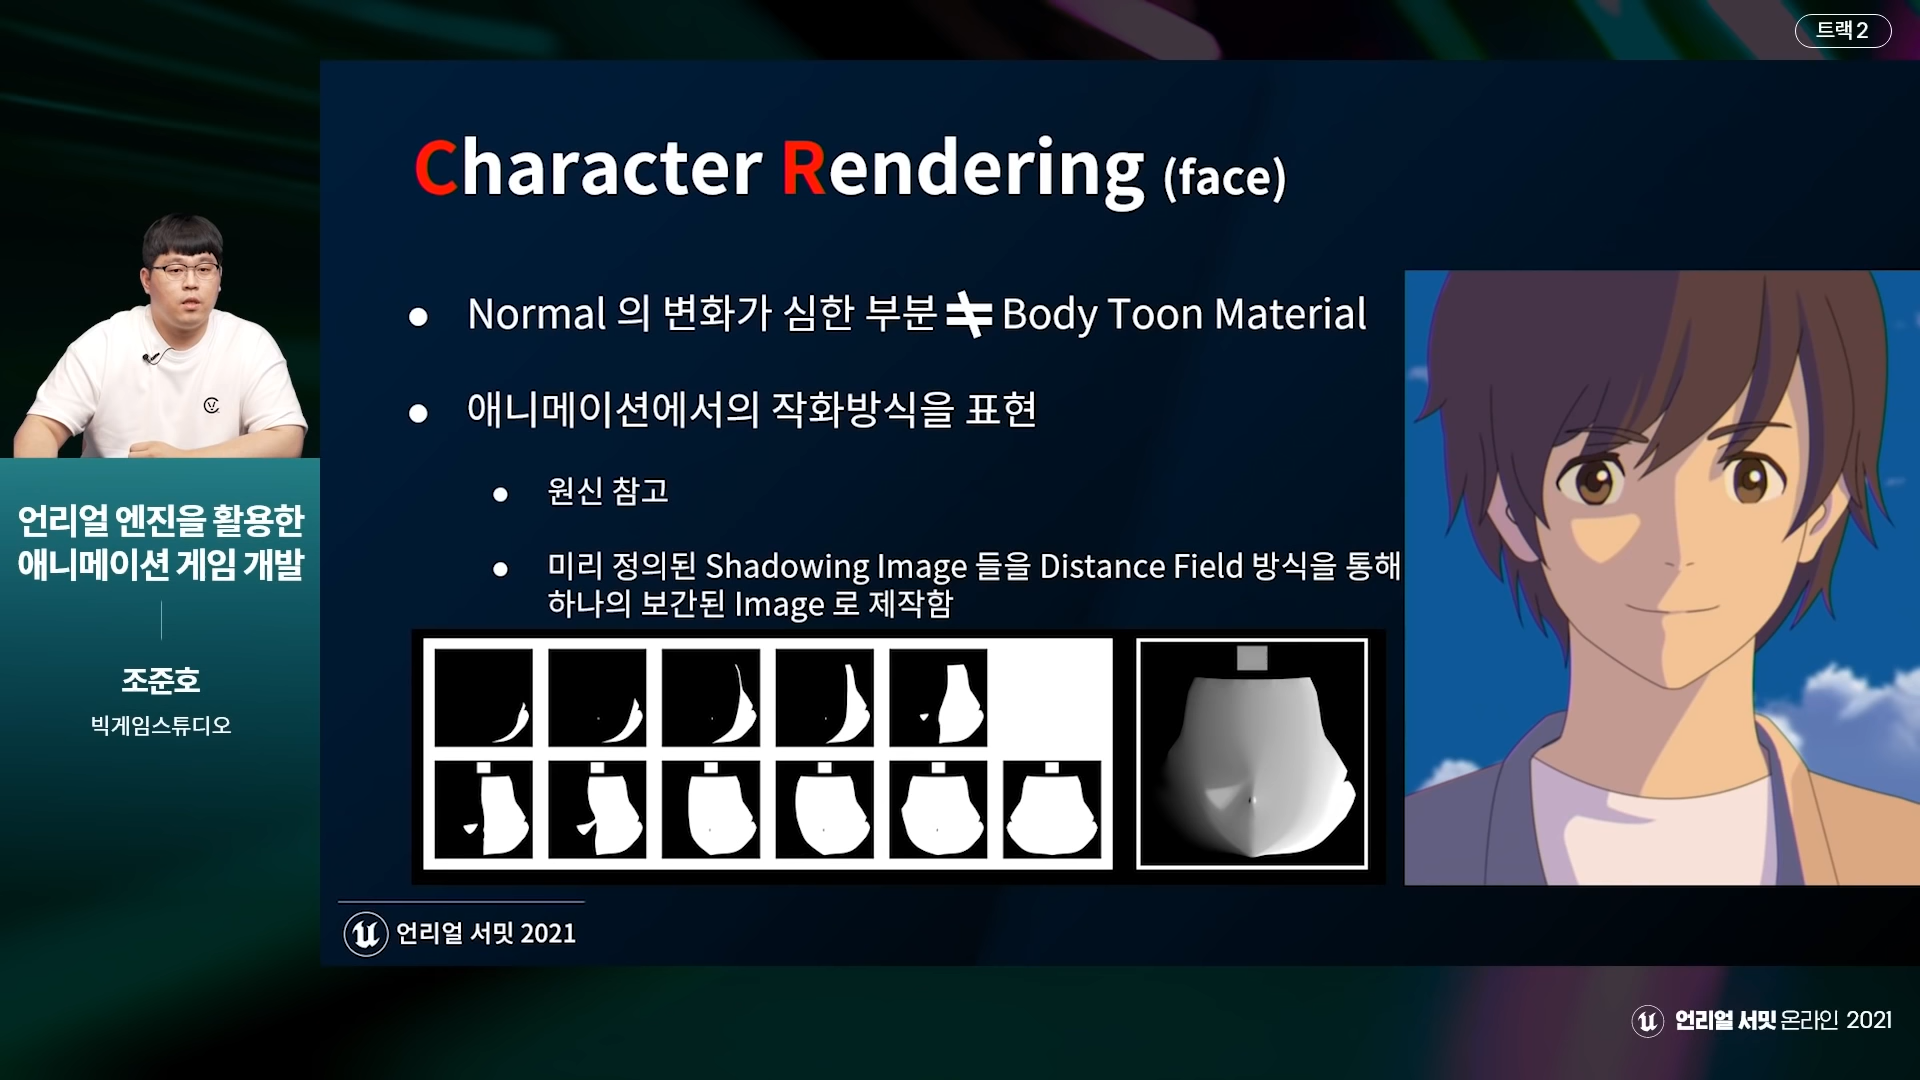 트랙2
Character Rendering (face)
Normal 의 변화가 심한 부분 ≠ Body Toon Material
애니메이션에서의 작화방식을 표현
원신 참고
미리 정의된 Shadowing Image 들을 Distance Field 방식을 통해
하나의 보간된 Image 로 제작함
언리얼 엔진을 활용한
애니메이션 게임 개발
조준호
빅게임스튜디오
언리얼 서밋 2021
언리얼 서밋 온라인 2021